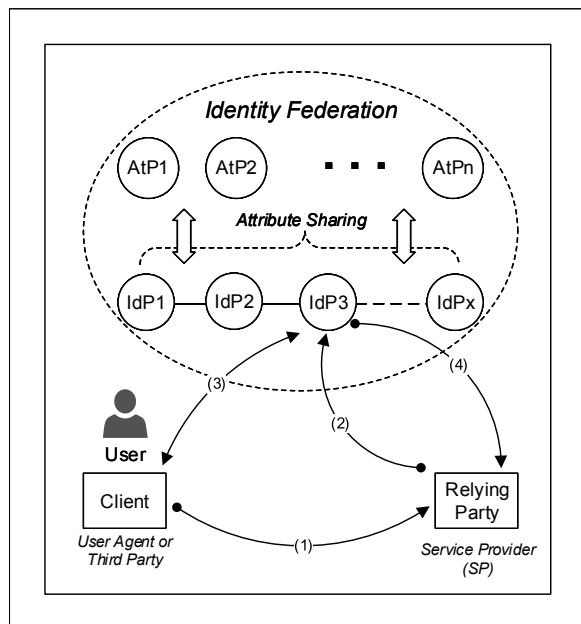 Identity Federation
AtP1
AtP2
AtPn
Attribute Sharing
IdP1
IdP2
IdP3
IdPx
(3)
(4)
(2)
User
Client
Relying
Party
User Agent or
Third Party
(1)
Service Provider
(SP)